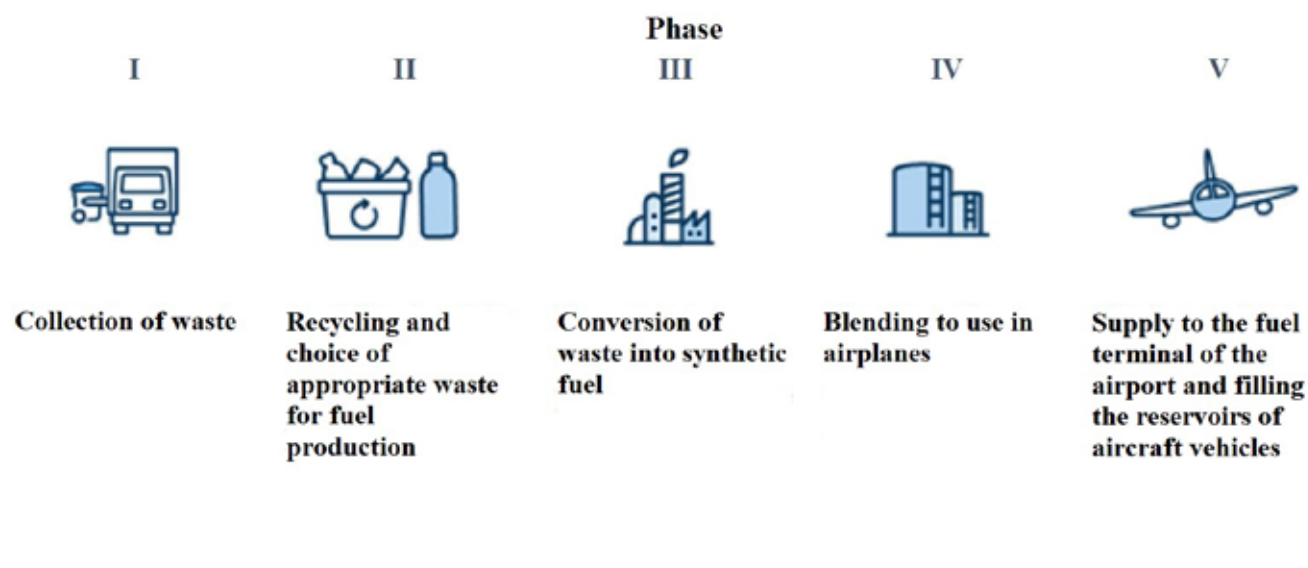 Phase
I
II
III
IV
V
Collection of waste
Recycling and
choice of
appropriate waste
for fuel
production
Conversion of
waste into synthetic
fuel
Blending to use in
airplanes
Supply to the fuel
terminal of the
airport and filling
the reservoirs of
aircraft vehicles